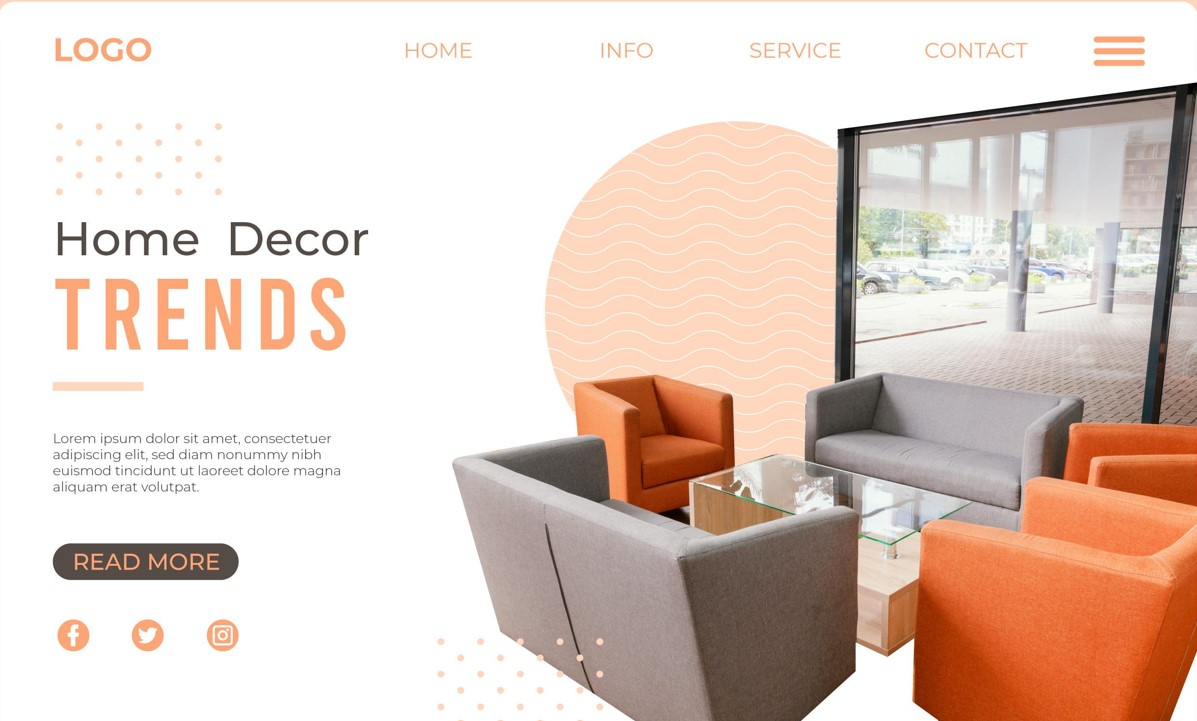 LOGO
HOME INFO SERVICE CONTACT
Home Decor
TRENDS
Lorem ipsum dolor sit amet, consectetuer
adipiscing elit, sed diam nonummy nibh
euismod tincidunt ut laoreet dolore magna
aliquam erat volutpat.
READ MORE